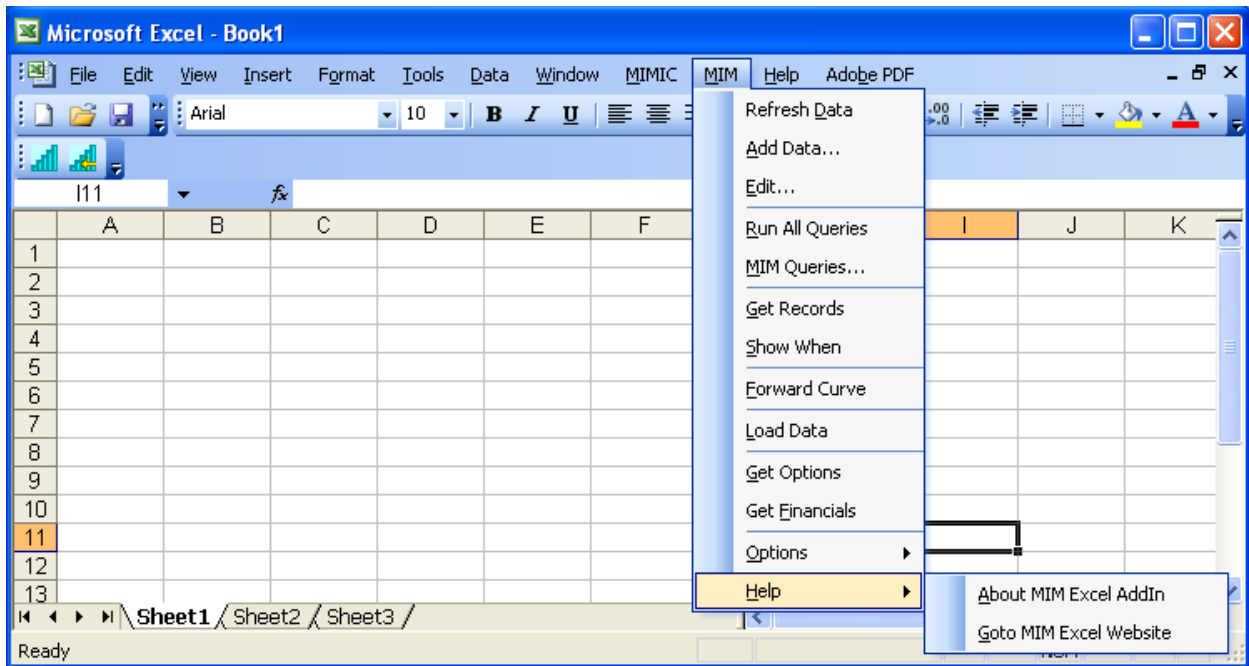 Microsoft Excel - Book1
File Edit View Insert Format Tools Data Window MIMIC MIM Help Adobe PDF
Arial 10 B I U .00 →.0 A
I11 fx
A B C D E F I J K
1
2
3
4
5
6
7
8
9
10
11
12
13
Refresh Data
Add Data...
Edit...
Run All Queries
MIM Queries...
Get Records
Show When
Forward Curve
Load Data
Get Options
Get Financials
Options
Help
About MIM Excel AddIn
Goto MIM Excel Website
Sheet1 Sheet2 Sheet3
Ready